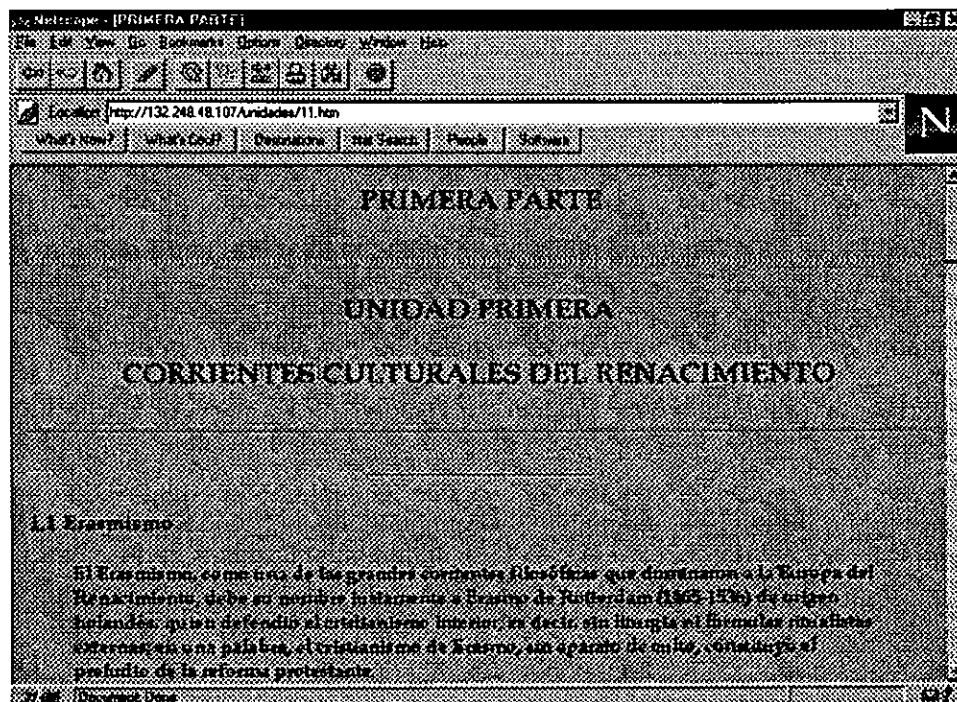 Netscape - [PRIMERA PARTE]
File Edit View Go Bookmarks Options Directory Window Help
Location: http://132.248.48.107/unidades/11.htm
What's New? What's Cool? Destinations Net Search People Software
PRIMERA PARTE
UNIDAD PRIMERA
CORRIENTES CULTURALES DEL RENACIMIENTO
1.1 Erasmismo
El Erasmismo, como una de las grandes corrientes filosóficas que dominaron a la Europa del
Renacimiento, debe su nombre justamente a Erasmo de Rotterdam de origen
holandés, quien defendio el cristianismo interior, es decir, sin liturgia ni fórmulas ritualistas
externas; en una palabra, el cristianismo de Erasmo, sin aparato de culto, constituyó el
preludio de la reforma protestante.
Document: Done